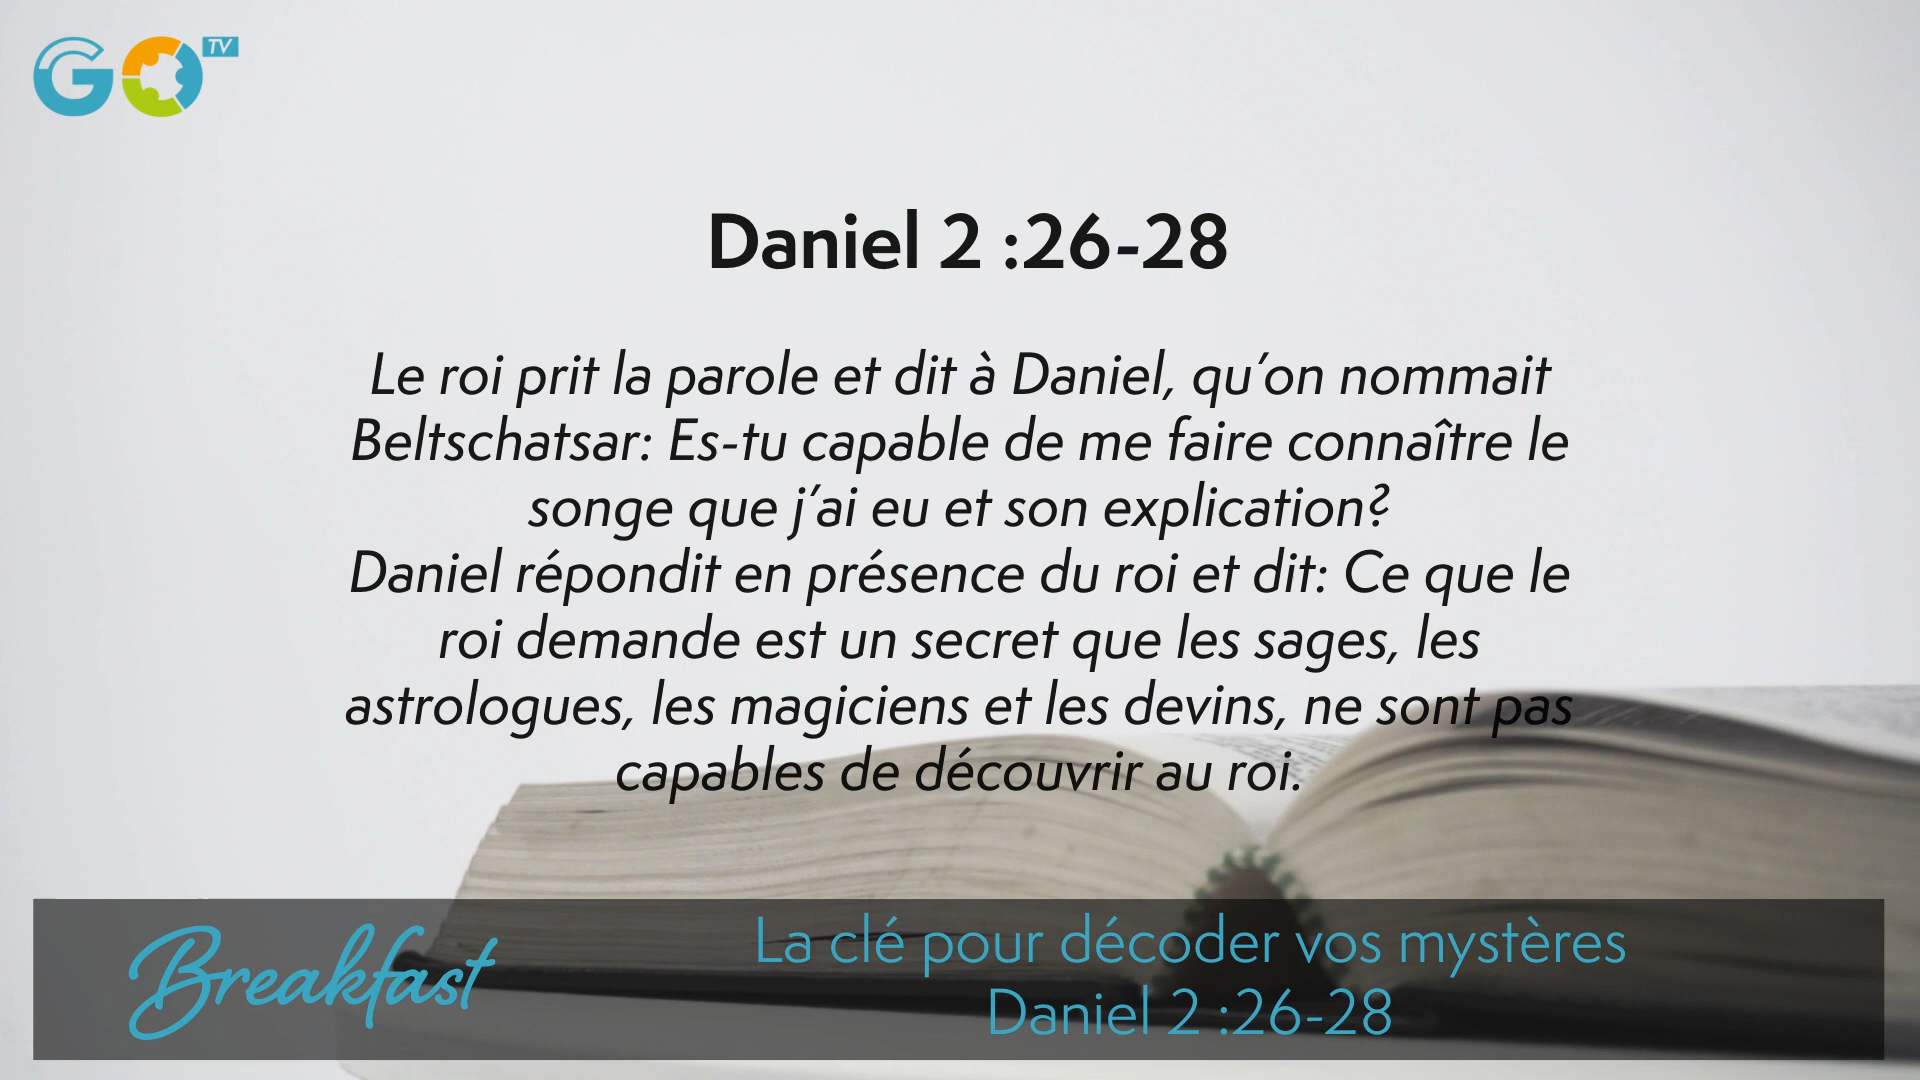 GO TV
Daniel 2 :26-28
Le roi prit la parole et dit à Daniel, qu’on nommait
Beltschatsar: Es-tu capable de me faire connaître le
songe que j’ai eu et son explication?
Daniel répondit en présence du roi et dit: Ce que le
roi demande est un secret que les sages, les
astrologues, les magiciens et les devins, ne sont pas
capables de découvrir au roi.
Breakfast
La clé pour décoder vos mystères
Daniel 2 :26-28